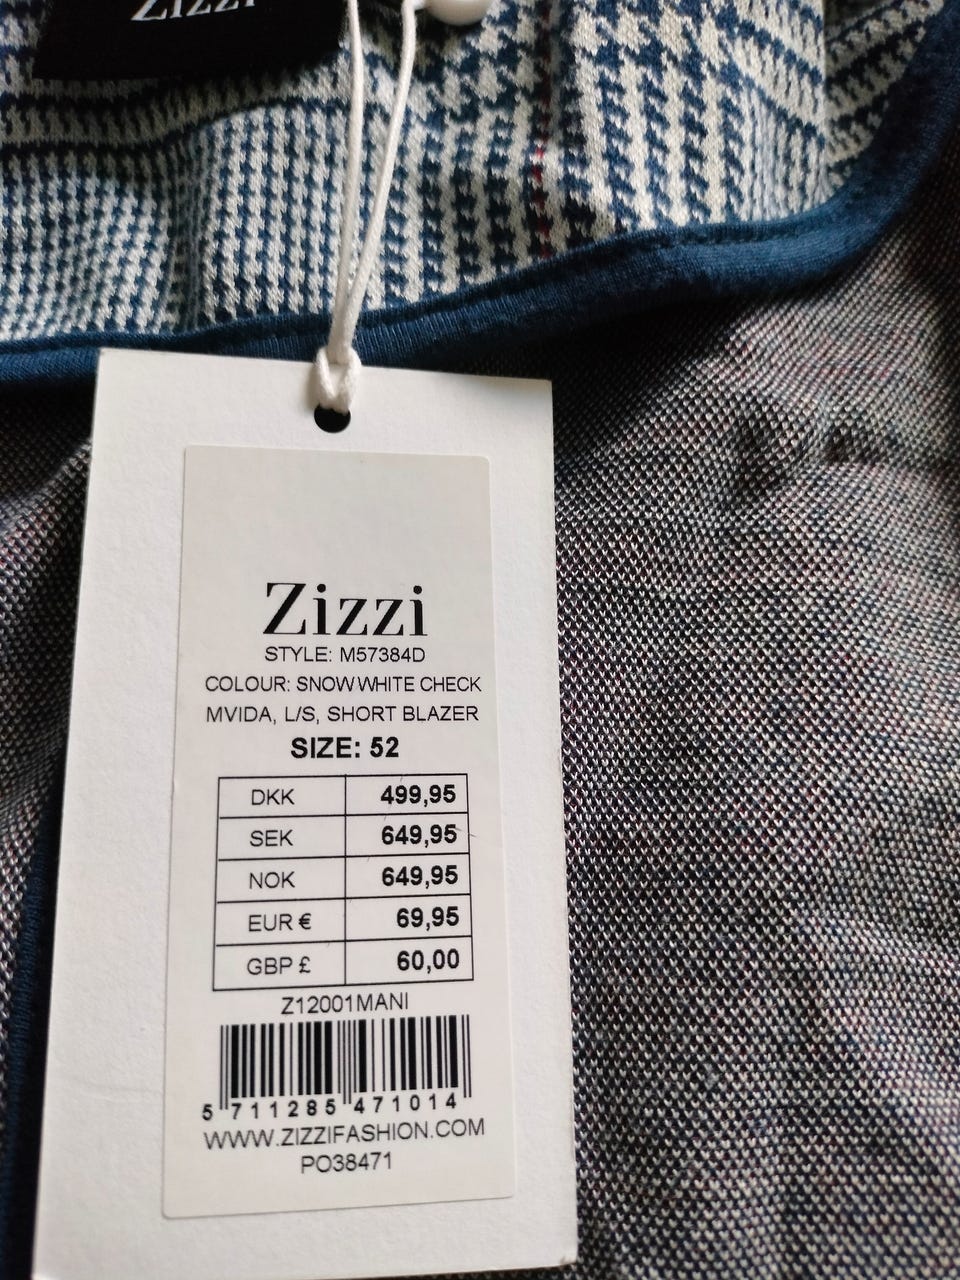 Zizzi
Zizzi
STYLE: M57384D
COLOUR: SNOW WHITE CHECK
MVIDA, L/S, SHORT BLAZER
SIZE: 52
DKK 499,95
SEK 649,95
NOK 649,95
EUR € 69,95
GBP £ 60,00
Z12001MANI
5 711285 471014
WWW.ZIZZIFASHION.COM
PO38471